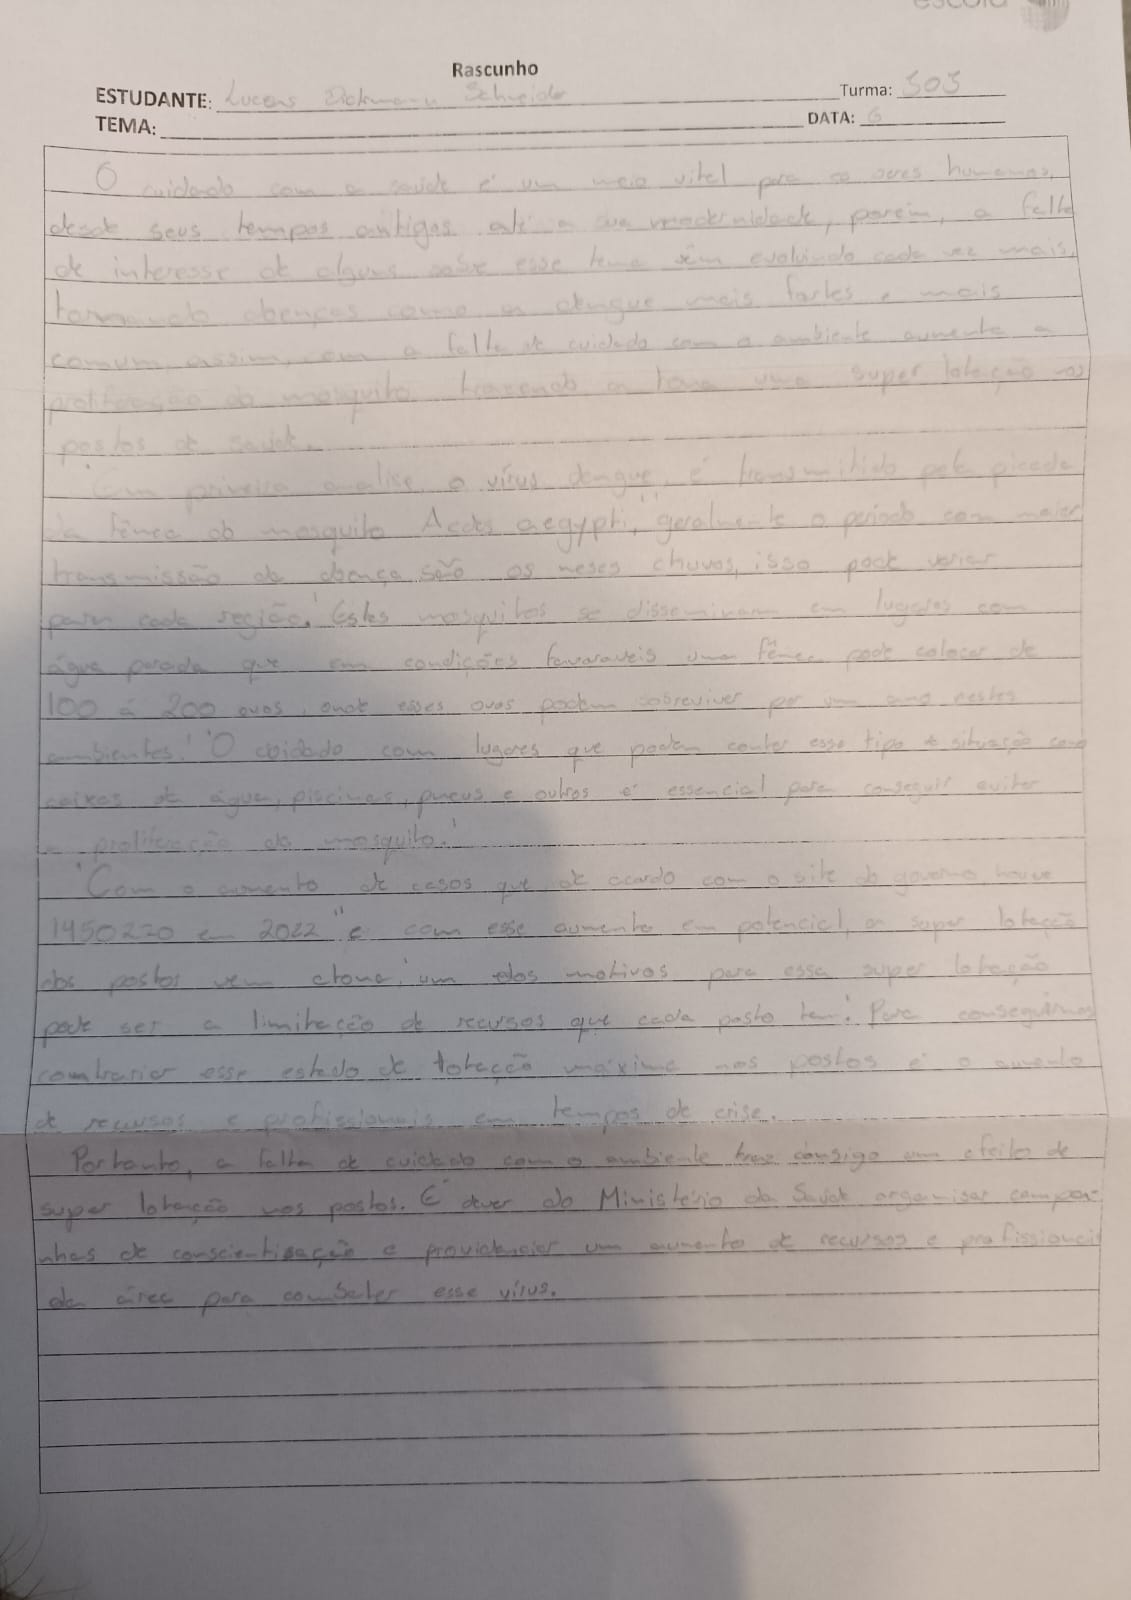 escola
Rascunho
ESTUDANTE: Lucas Dickmann Schneider Turma: 303
TEMA: DATA: 6
O cuidado com a saúde é um meio vital para os seres humanos,
desde seus tempos antigos até a sua modernidade, porém, a falta
de interesse de alguns sobre esse tema vêm evoluindo cada vez mais,
tornando doenças como a dengue mais fortes e mais
comum, assim, com a falta de cuidado com o ambiente aumenta a
proliferação do mosquito trazendo a tona uma super lotação nos
postos de saúde.
Em primeira analise, o vírus dengue, é transmitido pela picada
da fêmea do mosquito Aedes aegypti, geralmente o periodo com maior
transmissão da doença são os meses chuvos, isso pode variar
para cada região. Estes mosquitos se disseminam em lugares com
água parada que em condições favoraveis uma fêmea pode colocar de
100 á 200 ovos, onde esses ovos podem sobreviver por um ano nestes
ambientes. O coidado com lugares que podem conter esse tipo de situação como
caixas de água, piscinas, pneus e outros é essencial para conseguir evitar
a proliferação do mosquito.
Com o aumento de casos que, de acordo com o site do governo, houve
1450270 em 2022 e com esse aumento em potencial, a super lotação
dos postos vem atona, um dos motivos para essa super lotação
pode ser a limitação de recursos que cada posto tem. Para conseguirmos
contrariar esse estado de lotação máxima nos postos é o aumento
de recursos e profissionais em tempos de crise.
Portanto, a falta de cuidado com o ambiente traz consigo um efeito de
super lotação nos postos. É dever do Ministério da Saúde organisar campa-
nhas de conscientisação e providenciar um aumento de recursos e profissionais
da área para combater esse vírus.